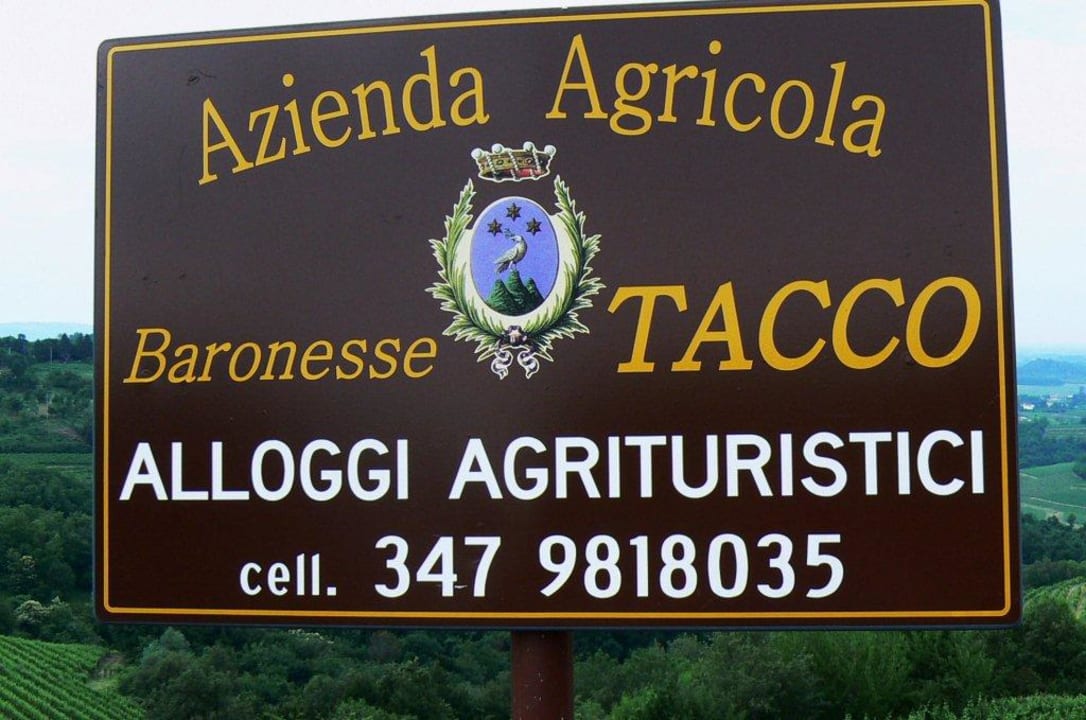 Azienda Agricola
Baronesse TACCO
ALLOGGI AGRITURISTICI
cell. 347 9818035